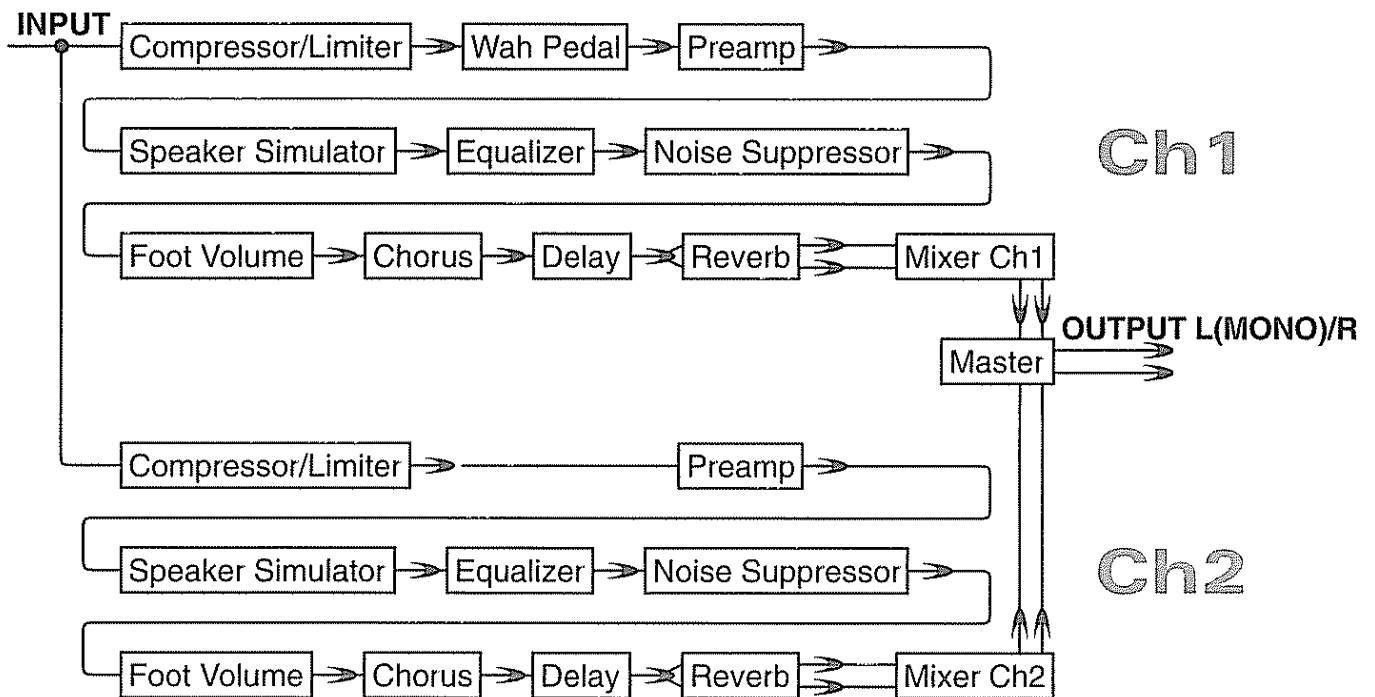 INPUT
Compressor/Limiter Wah Pedal Preamp
Speaker Simulator Equalizer Noise Suppressor
Ch1
Foot Volume Chorus Delay Reverb Mixer Ch1
OUTPUT L(MONO)/R
Master
Compressor/Limiter Preamp
Speaker Simulator Equalizer Noise Suppressor
Ch2
Foot Volume Chorus Delay Reverb Mixer Ch2